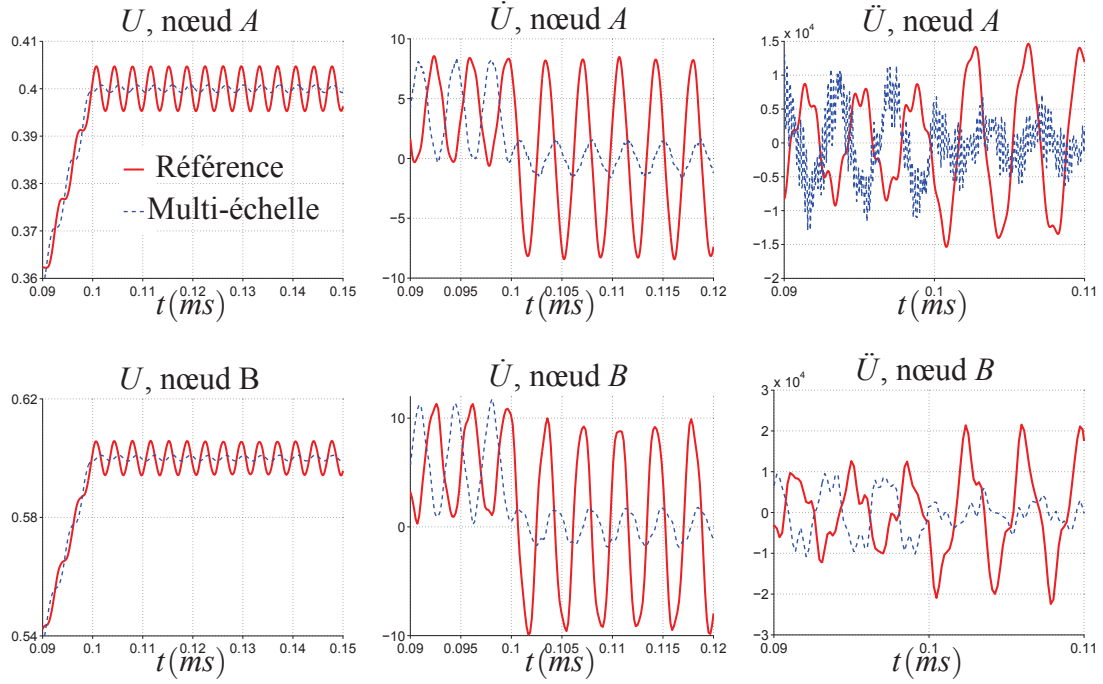 U, nœud A
0.41
0.4
0.39
0.38
0.37
0.36
0.09 0.1 0.11 0.12 0.13 0.14 0.15
Référence
Multi-échelle
t(ms)
U̇, nœud A
10
5
0
−5
−10
0.09 0.095 0.1 0.105 0.11 0.115 0.12
t(ms)
Ü, nœud A
x 10⁴
1.5
1
0.5
0
−0.5
−1
−1.5
−2
0.09 0.1 0.11
t(ms)
U, nœud B
0.62
0.58
0.54
0.09 0.1 0.11 0.12 0.13 0.14 0.15
t(ms)
U̇, nœud B
10
0
−10
0.09 0.095 0.1 0.105 0.11 0.115 0.12
t(ms)
Ü, nœud B
x 10⁴
3
2
1
0
−1
−2
−3
0.09 0.1 0.11
t(ms)